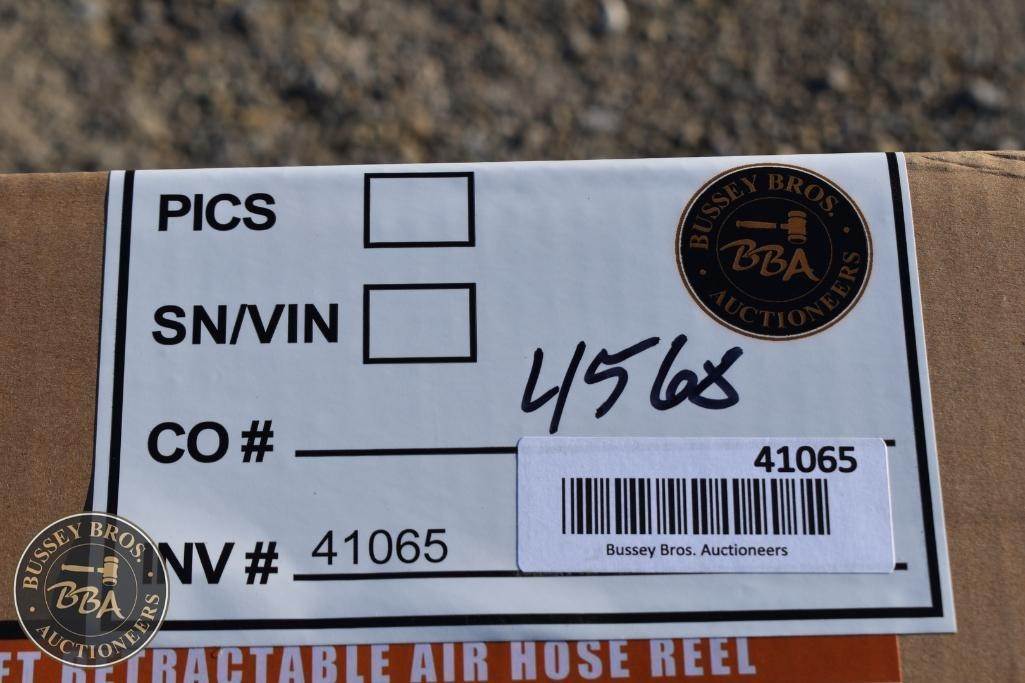 PICS
BUSSEY BROS.
BBA
AUCTIONEERS
SN/VIN
4568
CO #
41065
Bussey Bros. Auctioneers
INV # 41065
BUSSEY BROS.
BBA
AUCTIONEERS
RETRACTABLE AIR HOSE REEL